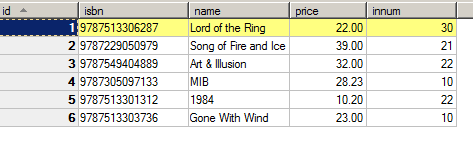 id isbn name price innum
1 9787513306287 Lord of the Ring 22.00 30
2 9787229050979 Song of Fire and Ice 39.00 21
3 9787549404889 Art & Illusion 32.00 22
4 9787305097133 MIB 28.23 10
5 9787513301312 1984 10.20 22
6 9787513303736 Gone With Wind 23.00 10